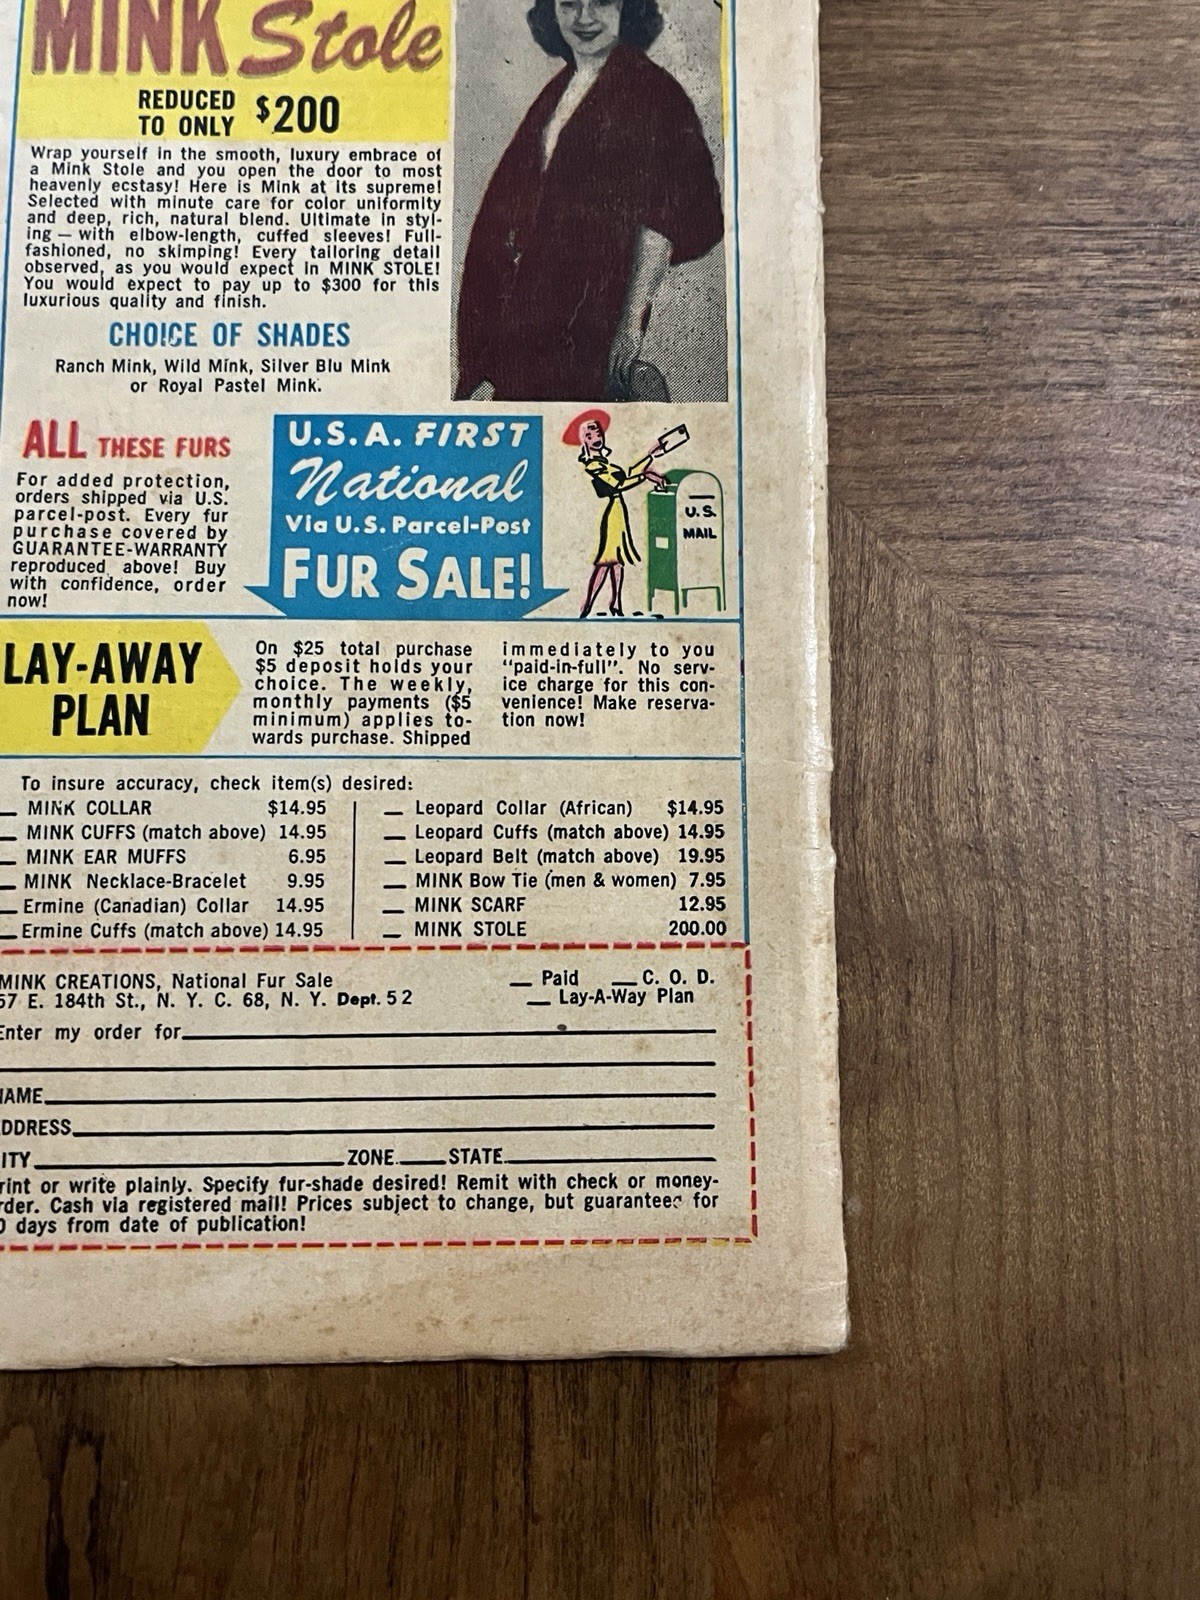 MINK Stole
REDUCED
TO ONLY $200
Wrap yourself in the smooth, luxury embrace of
a Mink Stole and you open the door to most
heavenly ecstasy! Here is Mink at its supreme!
Selected with minute care for color uniformity
and deep, rich, natural blend. Ultimate in styl-
ing — with elbow-length, cuffed sleeves! Full-
fashioned, no skimping! Every tailoring detail
observed, as you would expect in MINK STOLE!
You would expect to pay up to $300 for this
luxurious quality and finish.
CHOICE OF SHADES
Ranch Mink, Wild Mink, Silver Blu Mink
or Royal Pastel Mink.
ALL THESE FURS
For added protection,
orders shipped via U.S.
parcel-post. Every fur
purchase covered by
GUARANTEE-WARRANTY
reproduced above! Buy
with confidence, order
now!
U.S.A. FIRST
National
Via U.S. Parcel-Post
FUR SALE!
U.S.
MAIL
LAY-AWAY
PLAN
On $25 total purchase
$5 deposit holds your
choice. The weekly,
monthly payments ($5
minimum) applies to-
wards purchase. Shipped
immediately to you
"paid-in-full". No serv-
ice charge for this con-
venience! Make reserva-
tion now!
To insure accuracy, check item(s) desired:
MINK COLLAR $14.95
MINK CUFFS (match above) 14.95
MINK EAR MUFFS 6.95
MINK Necklace-Bracelet 9.95
Ermine (Canadian) Collar 14.95
Ermine Cuffs (match above) 14.95
Leopard Collar (African) $14.95
Leopard Cuffs (match above) 14.95
Leopard Belt (match above) 19.95
MINK Bow Tie (men & women) 7.95
MINK SCARF 12.95
MINK STOLE 200.00
MINK CREATIONS, National Fur Sale
57 E. 184th St., N. Y. C. 68, N. Y. Dept. 52
Paid C. O. D.
Lay-A-Way Plan
Enter my order for
NAME
DDRESS
ITY ZONE STATE
rint or write plainly. Specify fur-shade desired! Remit with check or money-
rder. Cash via registered mail! Prices subject to change, but guarantees for
0 days from date of publication!